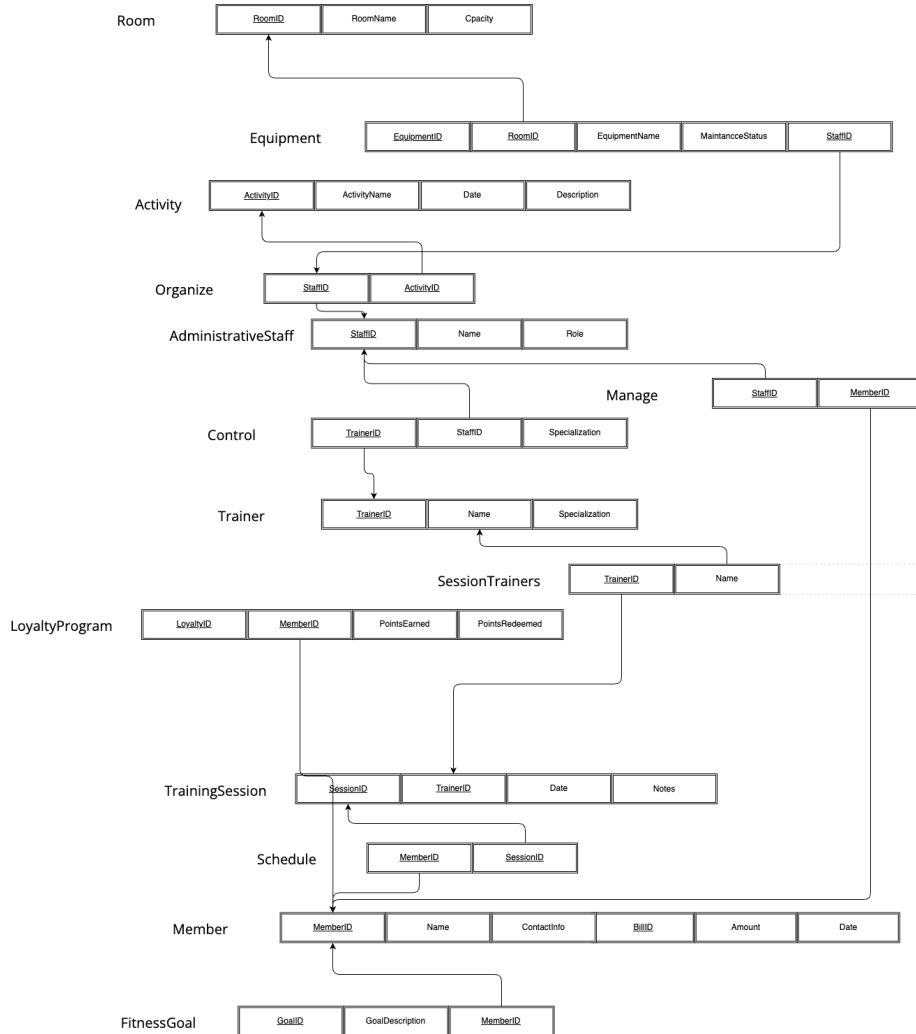 Room RoomID RoomName Cpacity
Equipment EquipmentID RoomID EquipmentName MaintancceStatus StaffID
Activity ActivityID ActivityName Date Description
Organize StaffID ActivityID
AdministrativeStaff StaffID Name Role
Manage StaffID MemberID
Control TrainerID StaffID Specialization
Trainer TrainerID Name Specialization
SessionTrainers TrainerID Name
LoyaltyProgram LoyaltyID MemberID PointsEarned PointsRedeemed
TrainingSession SessionID TrainerID Date Notes
Schedule MemberID SessionID
Member MemberID Name ContactInfo BillID Amount Date
FitnessGoal GoalID GoalDescription MemberID